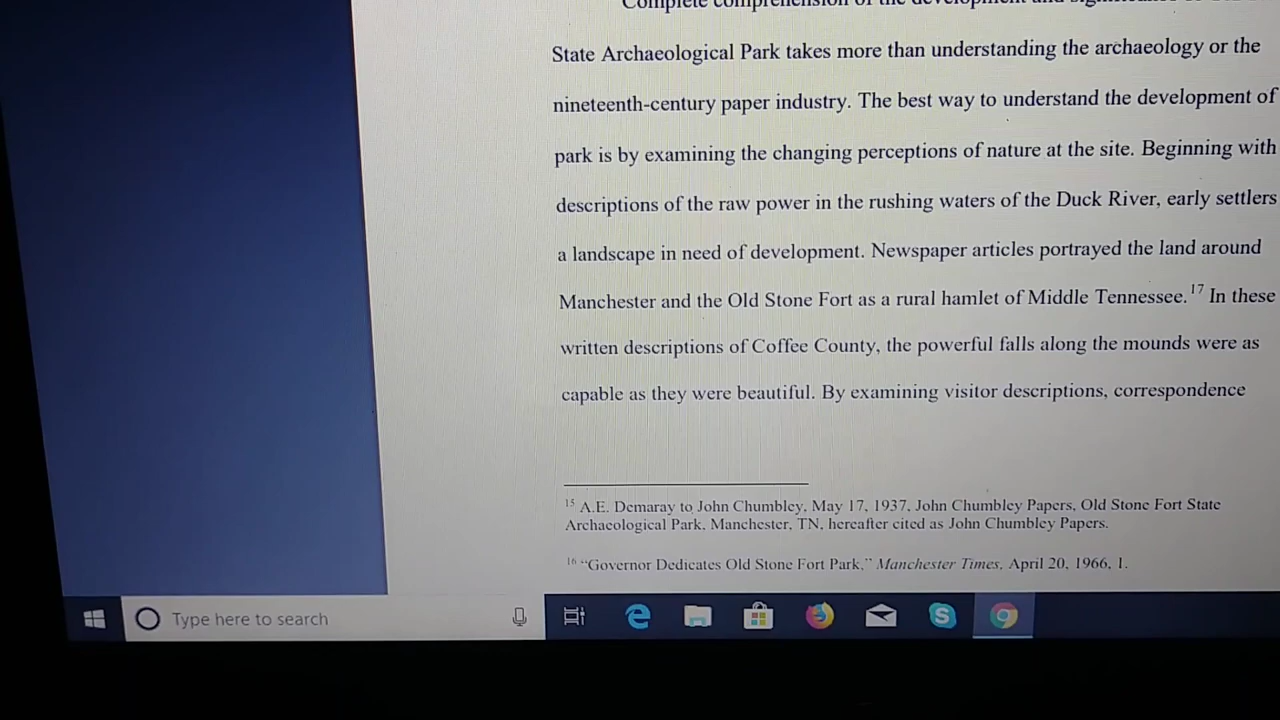 Complete comprehension of the development and
State Archaeological Park takes more than understanding the archaeology or the
nineteenth-century paper industry. The best way to understand the development of
park is by examining the changing perceptions of nature at the site. Beginning with
descriptions of the raw power in the rushing waters of the Duck River, early settlers
a landscape in need of development. Newspaper articles portrayed the land around
Manchester and the Old Stone Fort as a rural hamlet of Middle Tennessee.17 In these
written descriptions of Coffee County, the powerful falls along the mounds were as
capable as they were beautiful. By examining visitor descriptions, correspondence
15 A.E. Demaray to John Chumbley, May 17, 1937, John Chumbley Papers, Old Stone Fort State
Archaeological Park, Manchester, TN, hereafter cited as John Chumbley Papers.
16 “Governor Dedicates Old Stone Fort Park,” Manchester Times, April 20, 1966, 1.
Type here to search